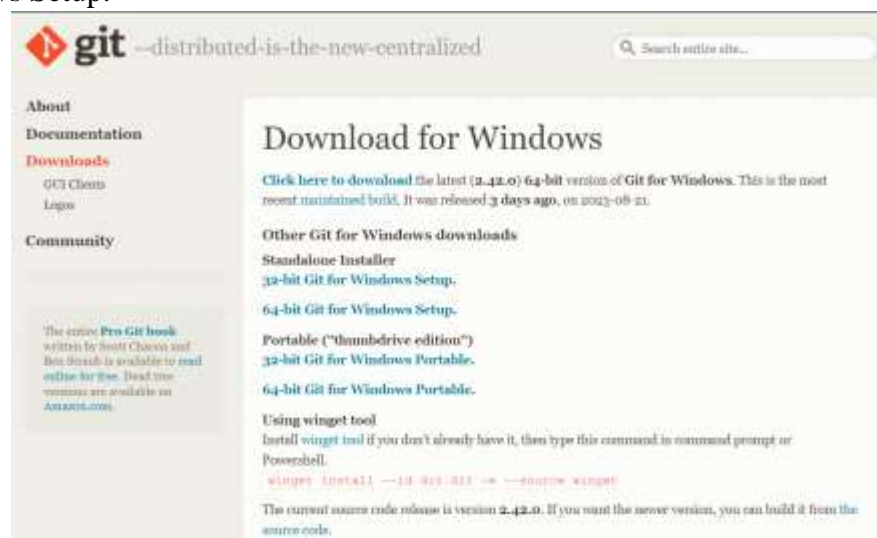 ws Setup.
git --distributed-is-the-new-centralized
Search entire site...
About
Documentation
Downloads
GUI Clients
Logos
Community
The entire Pro Git book
written by Scott Chacon and
Ben Straub is available to read
online for free. Dead tree
versions are available on
Amazon.com.
Download for Windows
Click here to download the latest (2.42.0) 64-bit version of Git for Windows. This is the most
recent maintained build. It was released 3 days ago, on 2023-08-21.
Other Git for Windows downloads
Standalone Installer
32-bit Git for Windows Setup.
64-bit Git for Windows Setup.
Portable ("thumbdrive edition")
32-bit Git for Windows Portable.
64-bit Git for Windows Portable.
Using winget tool
Install winget tool if you don't already have it, then type this command in command prompt or
Powershell.
winget install --id Git.Git -e --source winget
The current source code release is version 2.42.0. If you want the newer version, you can build it from the
source code.